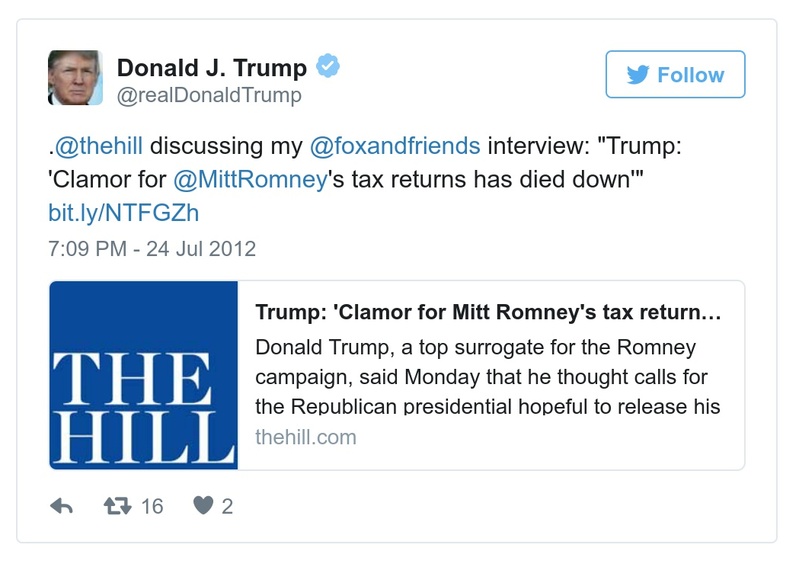 Donald J. Trump
@realDonaldTrump
Follow
.@thehill discussing my @foxandfriends interview: "Trump:
'Clamor for @MittRomney's tax returns has died down'"
bit.ly/NTFGZh
7:09 PM - 24 Jul 2012
THE
HILL
Trump: 'Clamor for Mitt Romney's tax return…
Donald Trump, a top surrogate for the Romney
campaign, said Monday that he thought calls for
the Republican presidential hopeful to release his
thehill.com
16
2